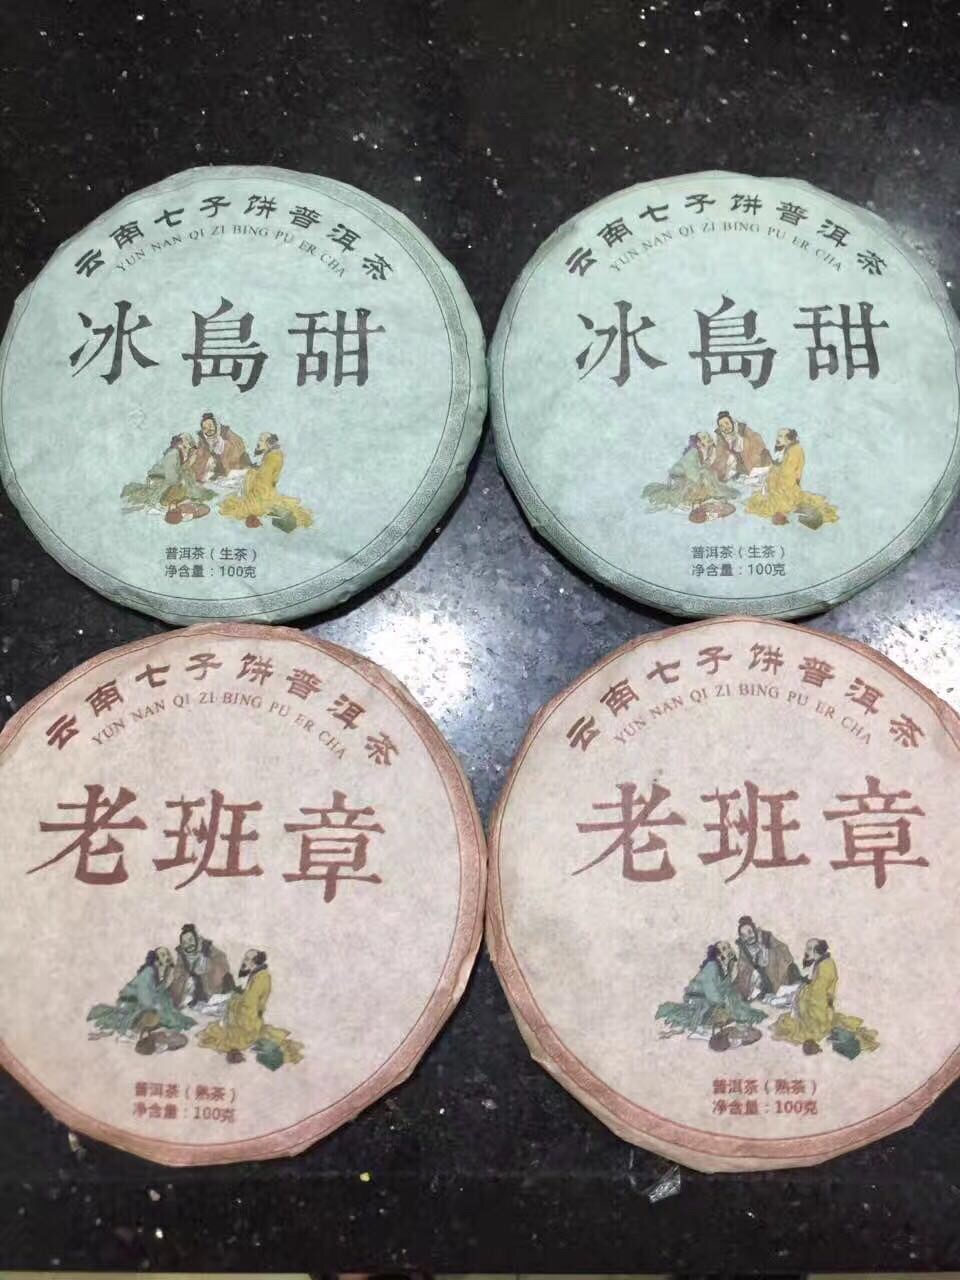 云南七子饼普洱茶
YUN NAN QI ZI BING PU ER CHA
冰島甜
普洱茶（生茶）
净含量：100克
云南七子饼普洱茶
YUN NAN QI ZI BING PU ER CHA
冰島甜
普洱茶（生茶）
净含量：100克
云南七子饼普洱茶
YUN NAN QI ZI BING PU ER CHA
老班章
普洱茶（熟茶）
净含量：100克
云南七子饼普洱茶
YUN NAN QI ZI BING PU ER CHA
老班章
普洱茶（熟茶）
净含量：100克